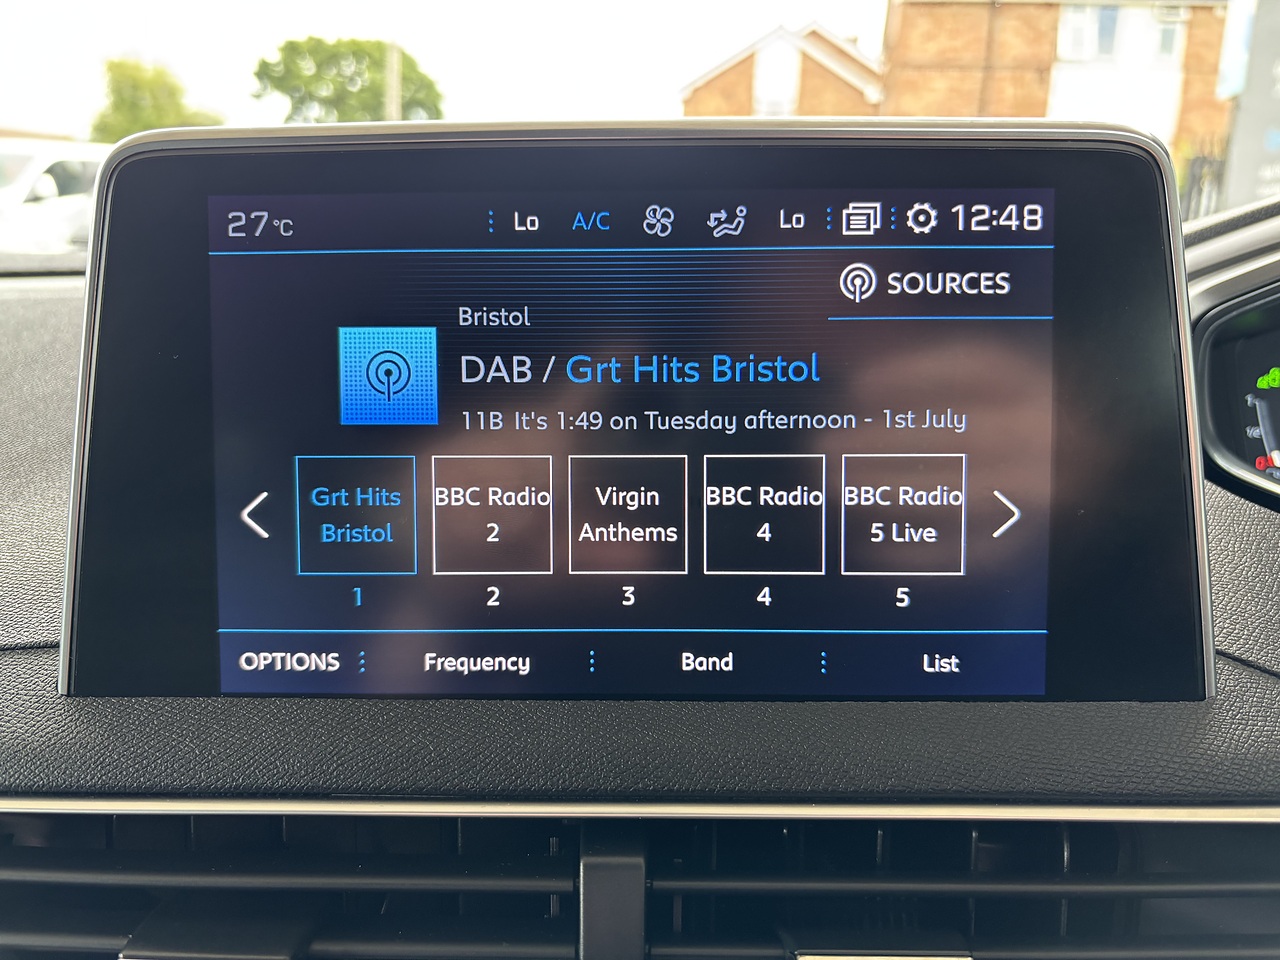 27°C
Lo
A/C
Lo
12:48
SOURCES
Bristol
DAB / Grt Hits Bristol
11B It's 1:49 on Tuesday afternoon - 1st July
Grt Hits
Bristol
BBC Radio
2
Virgin
Anthems
BBC Radio
4
BBC Radio
5 Live
1
2
3
4
5
OPTIONS
Frequency
Band
List